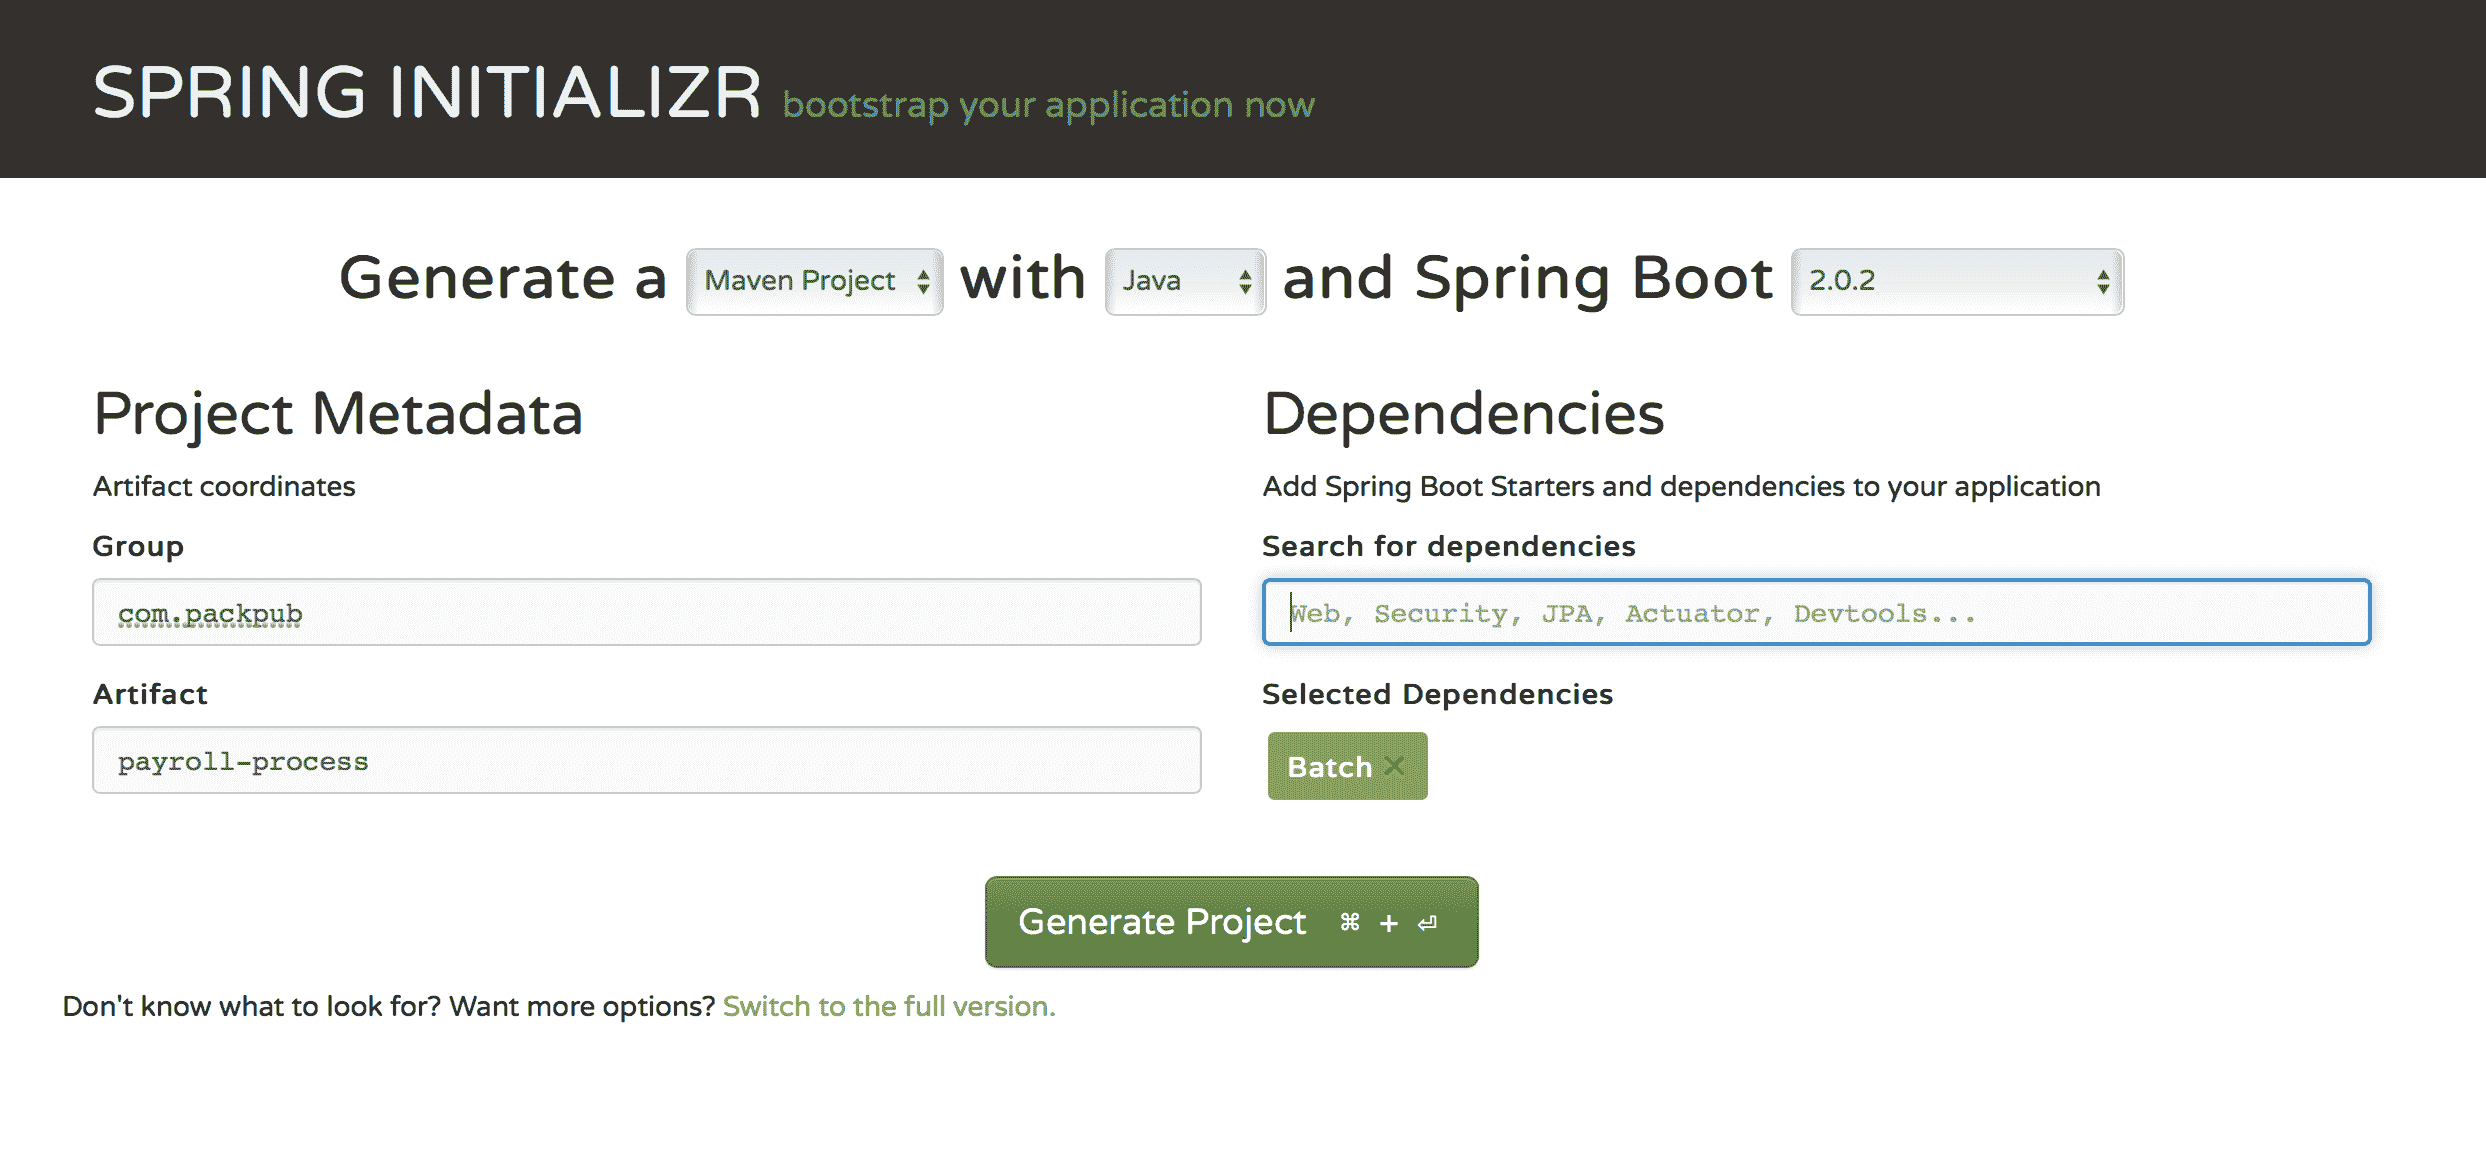 SPRING INITIALIZR bootstrap your application now
Generate a Maven Project with Java and Spring Boot 2.0.2
Project Metadata
Artifact coordinates
Group
com.packpub
Artifact
payroll-process
Dependencies
Add Spring Boot Starters and dependencies to your application
Search for dependencies
Web, Security, JPA, Actuator, Devtools...
Selected Dependencies
Batch ×
Generate Project ⌘ + ⏎
Don't know what to look for? Want more options? Switch to the full version.